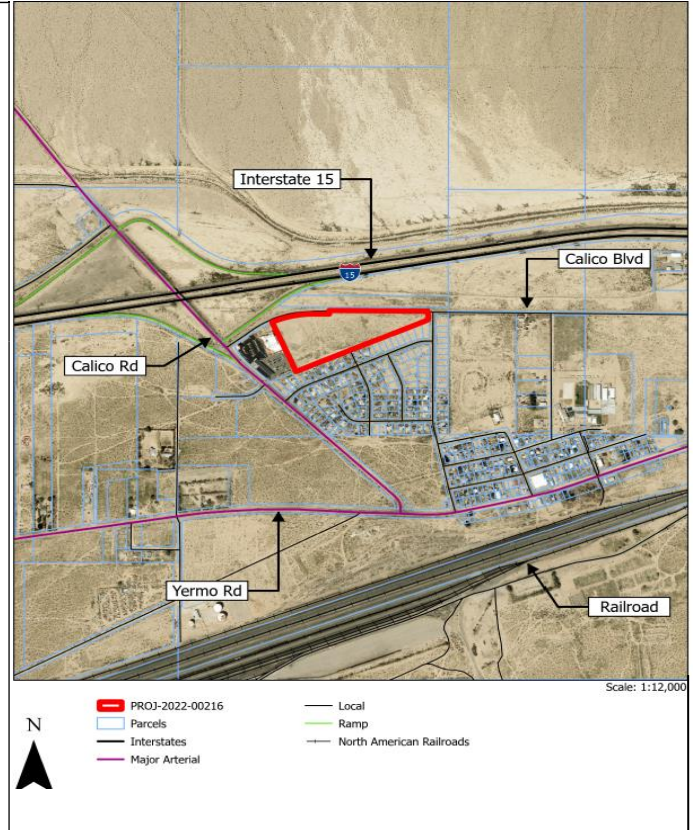 Interstate 15
15
Calico Blvd
Calico Rd
Yermo Rd
Railroad
Scale: 1:12,000
N
PROJ-2022-00216
Parcels
Interstates
Major Arterial
Local
Ramp
North American Railroads